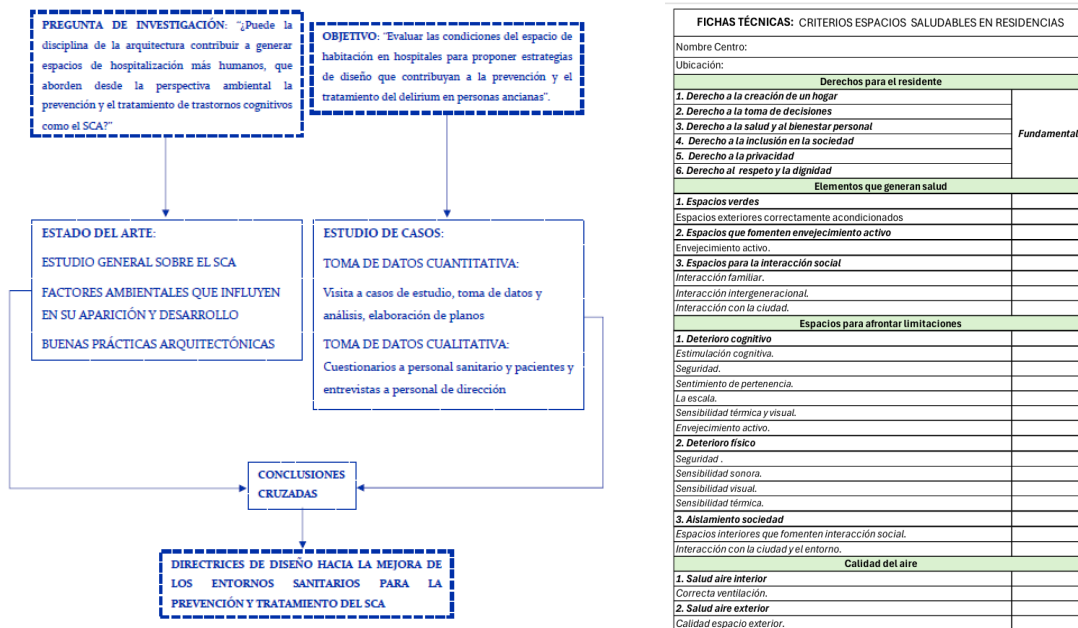 PREGUNTA DE INVESTIGACIÓN: "¿Puede la
disciplina de la arquitectura contribuir a generar
espacios de hospitalización más humanos, que
aborden desde la perspectiva ambiental la
prevención y el tratamiento de trastornos cognitivos
como el SCA?"
OBJETIVO: "Evaluar las condiciones del espacio de
habitación en hospitales para proponer estrategias
de diseño que contribuyan a la prevención y el
tratamiento del delirium en personas ancianas".
ESTADO DEL ARTE:
ESTUDIO GENERAL SOBRE EL SCA
FACTORES AMBIENTALES QUE INFLUYEN
EN SU APARICIÓN Y DESARROLLO
BUENAS PRÁCTICAS ARQUITECTÓNICAS
ESTUDIO DE CASOS:
TOMA DE DATOS CUANTITATIVA:
Visita a casos de estudio, toma de datos y
análisis, elaboración de planos
TOMA DE DATOS CUALITATIVA:
Cuestionarios a personal sanitario y pacientes y
entrevistas a personal de dirección
CONCLUSIONES
CRUZADAS
DIRECTRICES DE DISEÑO HACIA LA MEJORA DE
LOS ENTORNOS SANITARIOS PARA LA
PREVENCIÓN Y TRATAMIENTO DEL SCA
FICHAS TÉCNICAS: CRITERIOS ESPACIOS SALUDABLES EN RESIDENCIAS
Nombre Centro:
Ubicación:
Derechos para el residente
1. Derecho a la creación de un hogar
2. Derecho a la toma de decisiones
3. Derecho a la salud y al bienestar personal
4. Derecho a la inclusión en la sociedad
5. Derecho a la privacidad
6. Derecho al respeto y la dignidad
Fundamental
Elementos que generan salud
1. Espacios verdes
Espacios exteriores correctamente acondicionados
2. Espacios que fomenten envejecimiento activo
Envejecimiento activo.
3. Espacios para la interacción social
Interacción familiar.
Interacción intergeneracional.
Interacción con la ciudad.
Espacios para afrontar limitaciones
1. Deterioro cognitivo
Estimulación cognitiva.
Seguridad.
Sentimiento de pertenencia.
La escala.
Sensibilidad térmica y visual.
Envejecimiento activo.
2. Deterioro físico
Seguridad .
Sensibilidad sonora.
Sensibilidad visual.
Sensibilidad térmica.
3. Aislamiento sociedad
Espacios interiores que fomenten interacción social.
Interacción con la ciudad y el entorno.
Calidad del aire
1. Salud aire interior
Correcta ventilación.
2. Salud aire exterior
Calidad espacio exterior.